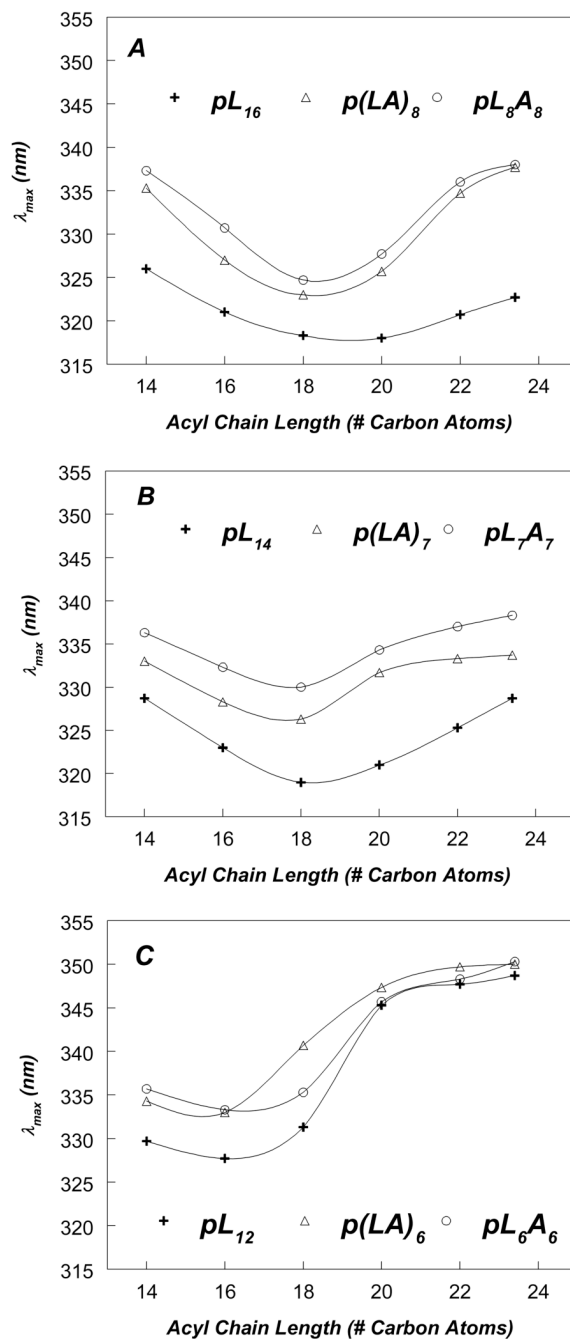 A
+ pL₁₆ △ p(LA)₈ ○ pL₈A₈
355
350
345
340
335
330
325
320
315
λmax (nm)
14 16 18 20 22 24
Acyl Chain Length (# Carbon Atoms)
B
+ pL₁₄ △ p(LA)₇ ○ pL₇A₇
355
350
345
340
335
330
325
320
315
λmax (nm)
14 16 18 20 22 24
Acyl Chain Length (# Carbon Atoms)
C
355
350
345
340
335
330
325
320
315
λmax (nm)
+ pL₁₂ △ p(LA)₆ ○ pL₆A₆
14 16 18 20 22 24
Acyl Chain Length (# Carbon Atoms)